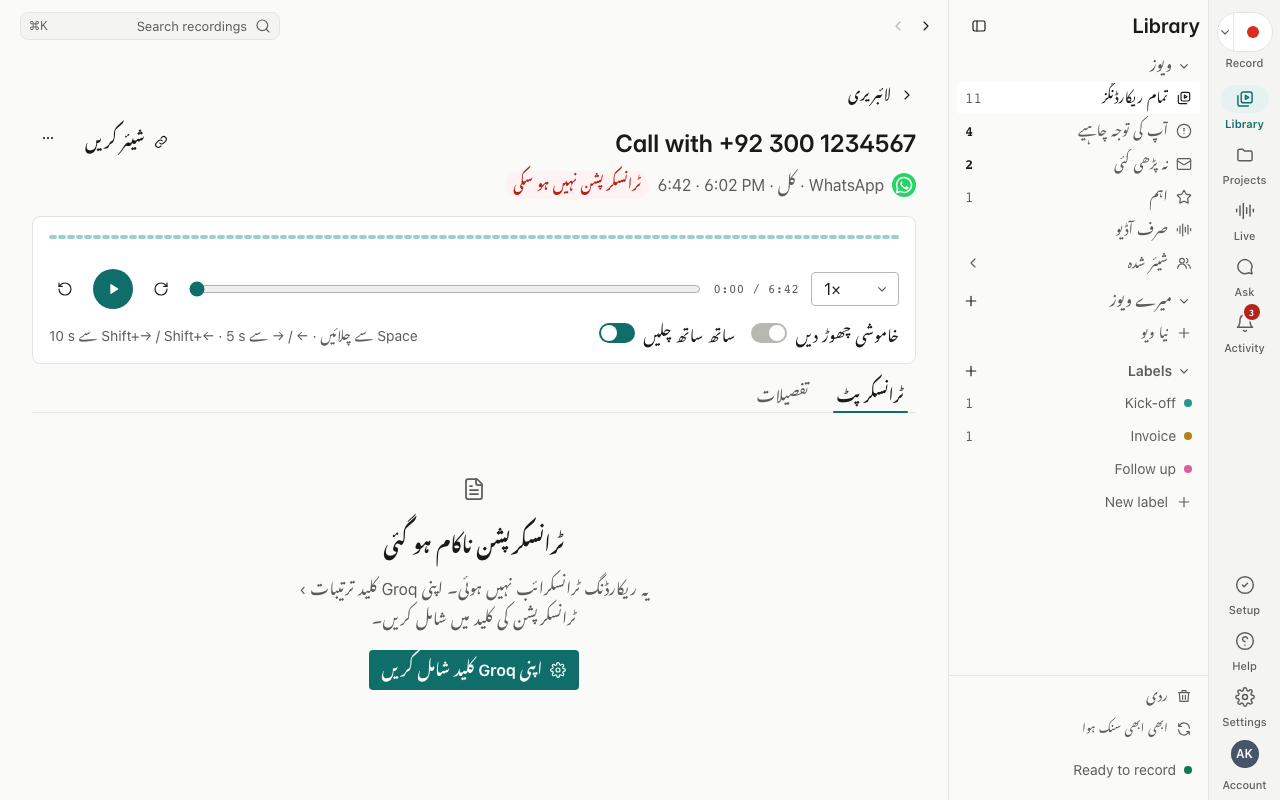 Record
Library
Projects
Live
Ask
3
Activity
Setup
Help
Settings
AK
Account
Library
ویوز
تمام ریکارڈنگز 11
آپ کی توجہ چاہیے 4
نہ پڑھی گئی 2
اہم 1
صرف آڈیو
شیئر شدہ
میرے ویوز
نیا ویو
Labels
Kick-off 1
Invoice 1
Follow up
New label
ردی
ابھی ابھی سنک ہوا
Ready to record
Search recordings ⌘K
لائبریری
Call with +92 300 1234567
شیئر کریں ...
WhatsApp · کل · 6:02 PM · 6:42 ٹرانسکرپشن نہیں ہو سکی
0:00 / 6:42 1×
خاموشی چھوڑ دیں ساتھ ساتھ چلیں
Space سے چلائیں · ← / → سے 5 s · Shift+← / Shift+→ سے 10 s
ٹرانسکرپٹ تفصیلات
ٹرانسکرپشن ناکام ہو گئی
یہ ریکارڈنگ ٹرانسکرائب نہیں ہوئی۔ اپنی Groq کلید ترتیبات ›
ٹرانسکرپشن کی کلید میں شامل کریں۔
اپنی Groq کلید شامل کریں